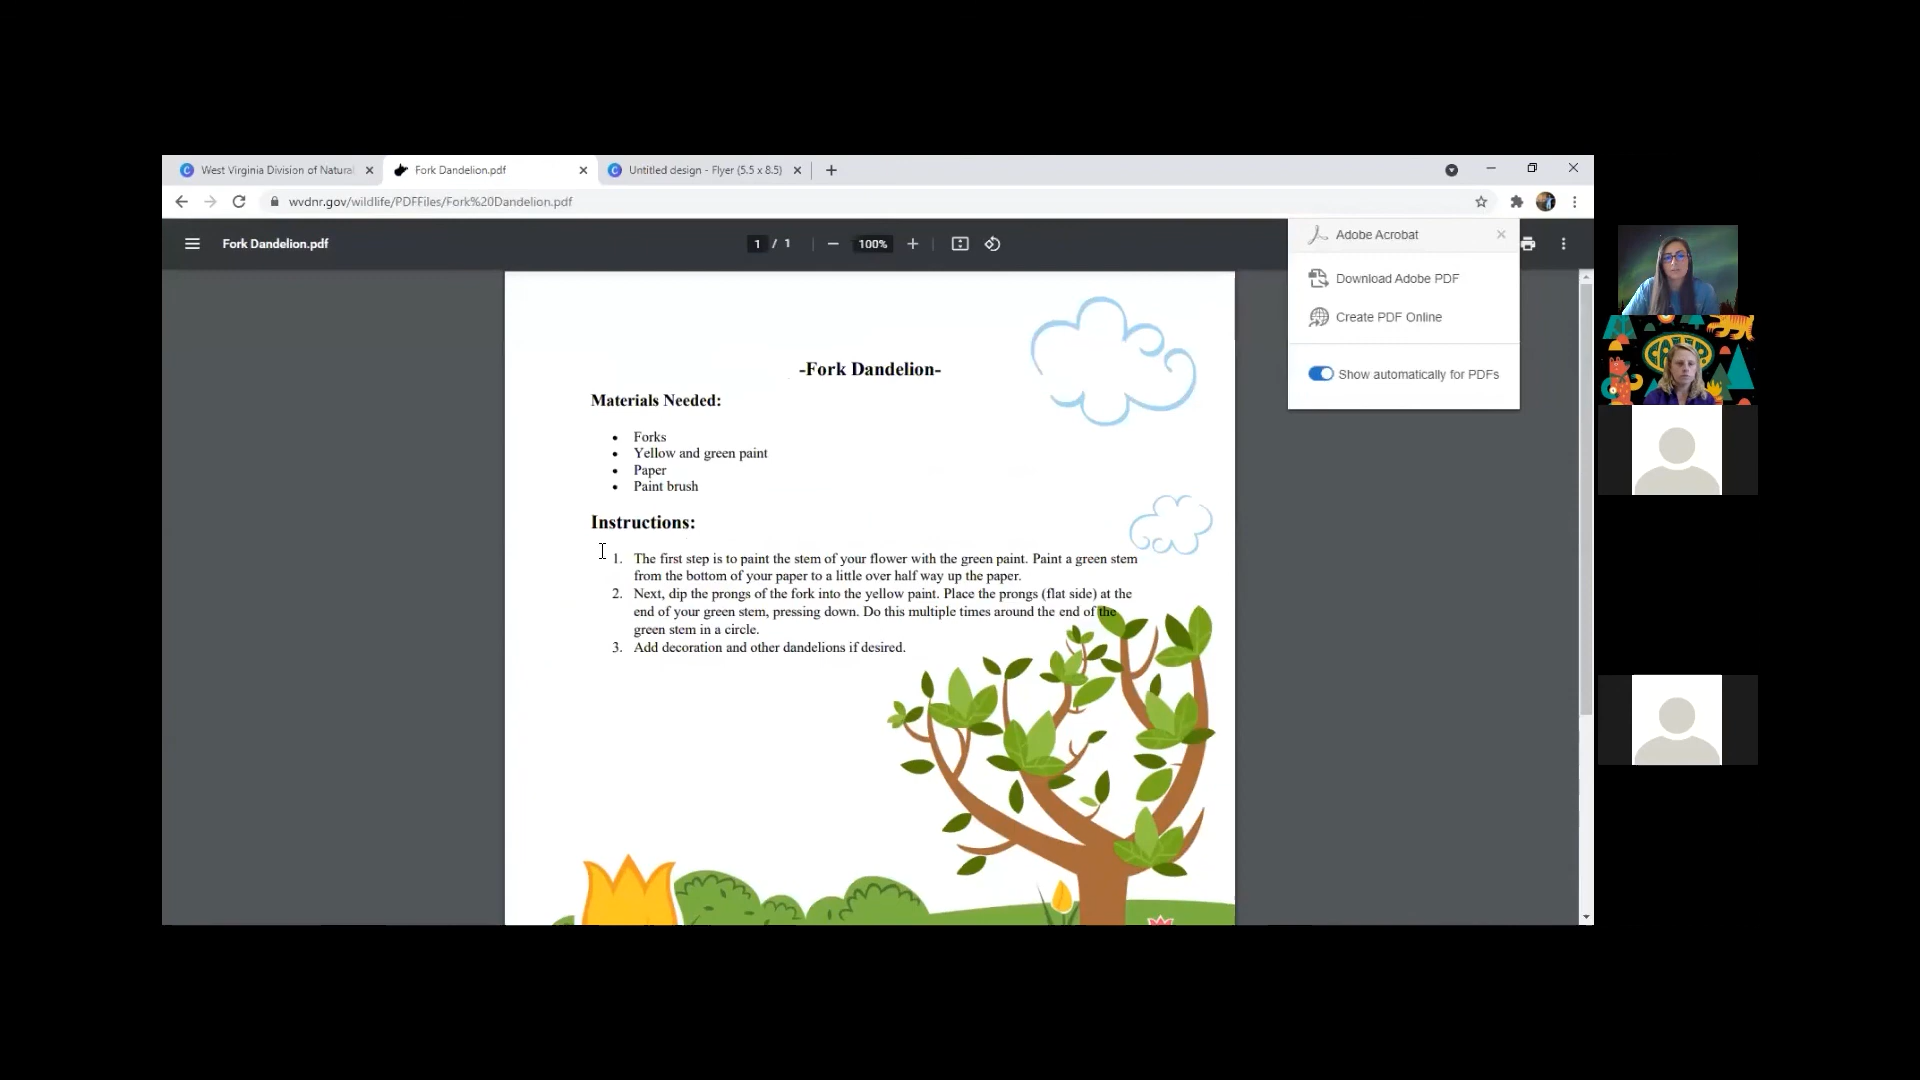 West Virginia Division of Natural
Fork Dandelion.pdf
Untitled design - Flyer (5.5 x 8.5)
wvdnr.gov/wildlife/PDFFiles/Fork%20Dandelion.pdf
Fork Dandelion.pdf
1 / 1
100%
Adobe Acrobat
Download Adobe PDF
Create PDF Online
Show automatically for PDFs
-Fork Dandelion-
Materials Needed:
• Forks
• Yellow and green paint
• Paper
• Paint brush
Instructions:
1. The first step is to paint the stem of your flower with the green paint. Paint a green stem
from the bottom of your paper to a little over half way up the paper.
2. Next, dip the prongs of the fork into the yellow paint. Place the prongs (flat side) at the
end of your green stem, pressing down. Do this multiple times around the end of the
green stem in a circle.
3. Add decoration and other dandelions if desired.
CAMP